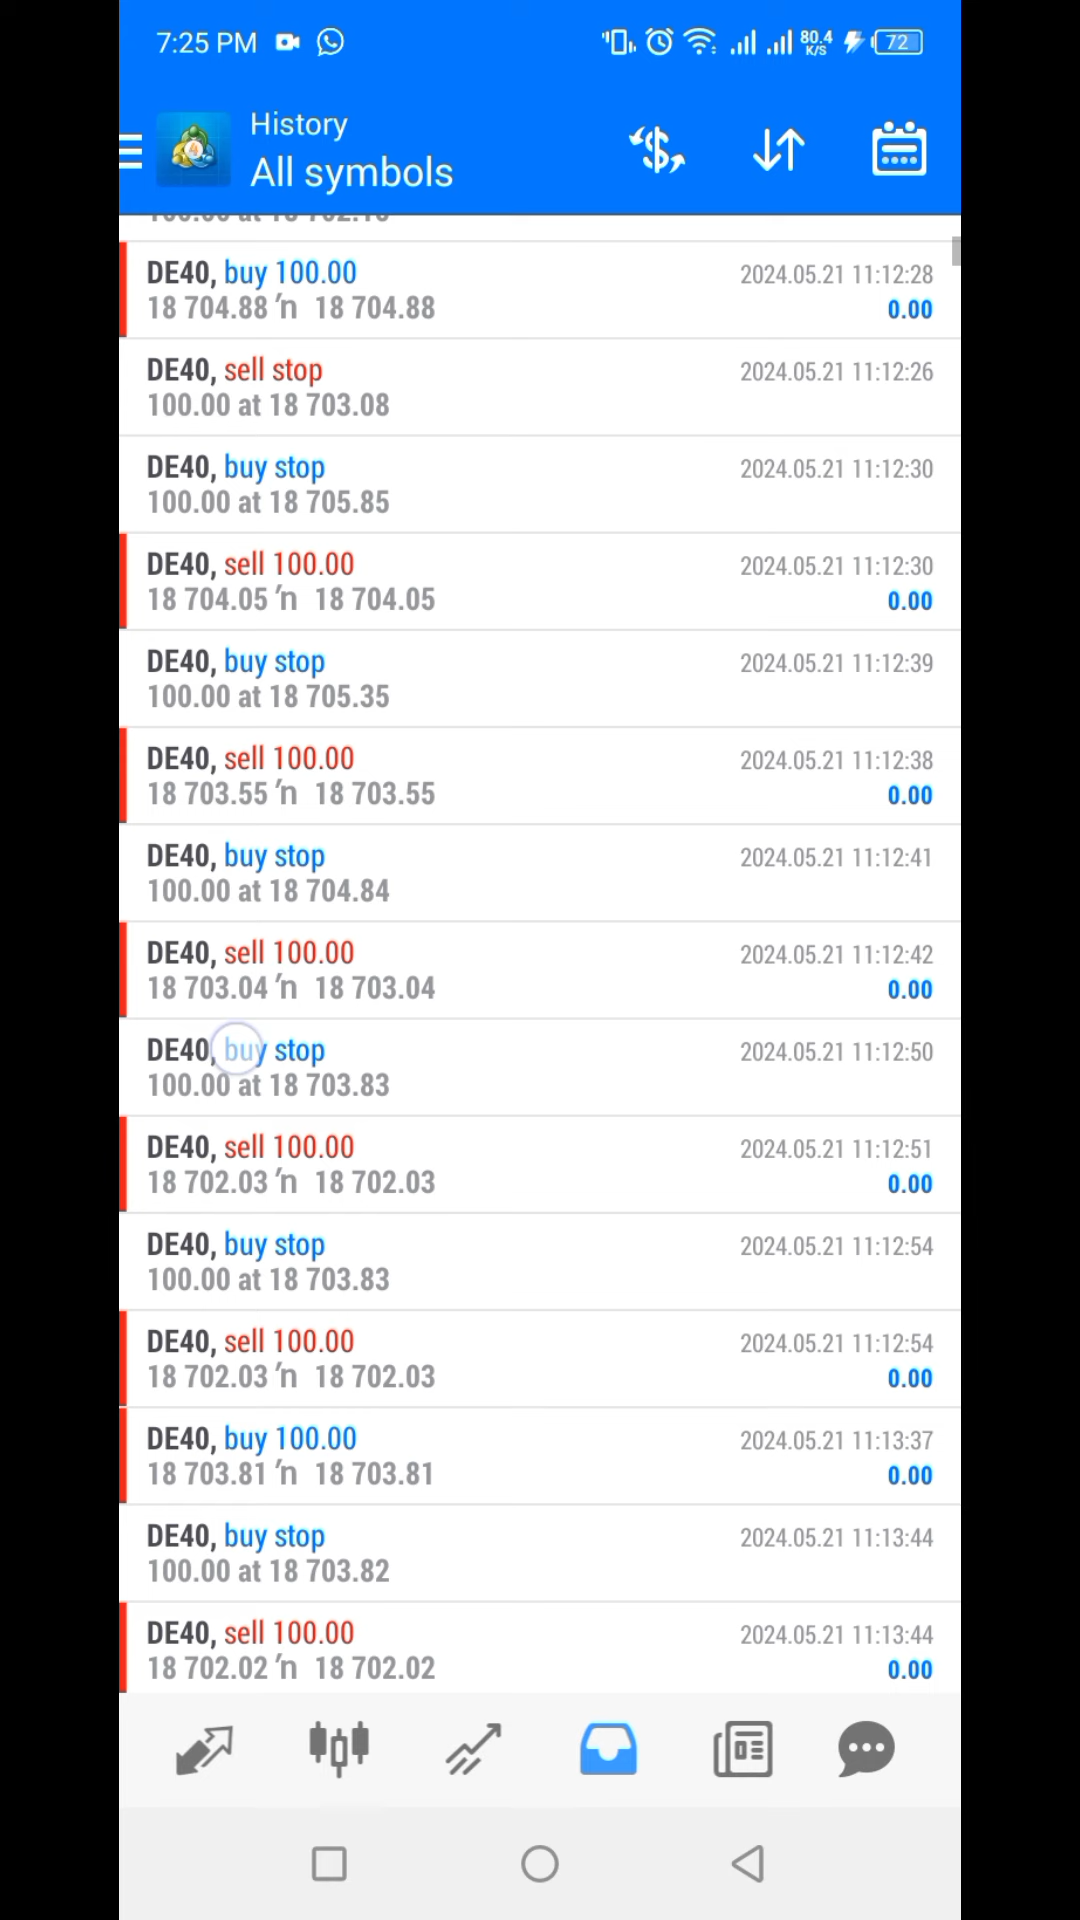 7:25 PM 80.4 K/S 72
History
All symbols
DE40, buy 100.00 2024.05.21 11:12:28
18 704.88 'n 18 704.88 0.00
DE40, sell stop 2024.05.21 11:12:26
100.00 at 18 703.08
DE40, buy stop 2024.05.21 11:12:30
100.00 at 18 705.85
DE40, sell 100.00 2024.05.21 11:12:30
18 704.05 'n 18 704.05 0.00
DE40, buy stop 2024.05.21 11:12:39
100.00 at 18 705.35
DE40, sell 100.00 2024.05.21 11:12:38
18 703.55 'n 18 703.55 0.00
DE40, buy stop 2024.05.21 11:12:41
100.00 at 18 704.84
DE40, sell 100.00 2024.05.21 11:12:42
18 703.04 'n 18 703.04 0.00
DE40, buy stop 2024.05.21 11:12:50
100.00 at 18 703.83
DE40, sell 100.00 2024.05.21 11:12:51
18 702.03 'n 18 702.03 0.00
DE40, buy stop 2024.05.21 11:12:54
100.00 at 18 703.83
DE40, sell 100.00 2024.05.21 11:12:54
18 702.03 'n 18 702.03 0.00
DE40, buy 100.00 2024.05.21 11:13:37
18 703.81 'n 18 703.81 0.00
DE40, buy stop 2024.05.21 11:13:44
100.00 at 18 703.82
DE40, sell 100.00 2024.05.21 11:13:44
18 702.02 'n 18 702.02 0.00